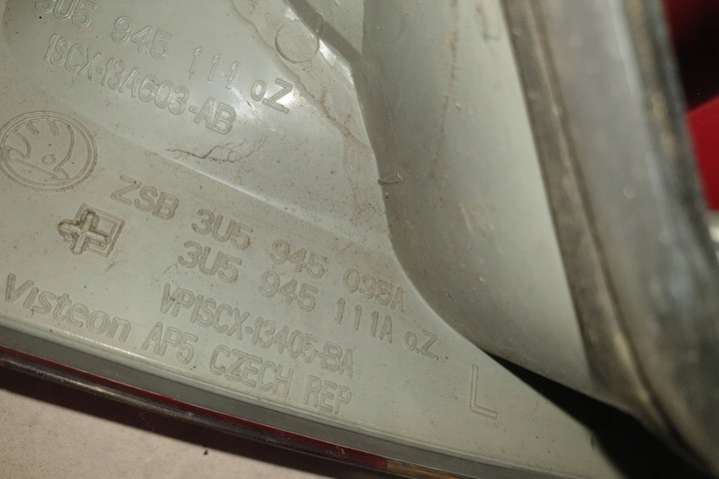 3U5 945 111 oZ
1SCX-13A603-AB
ZSB 3U5 945 095A
3U5 945 111A o.Z.
VP1SCX-13405-BA
Visteon AP5 CZECH REP
L